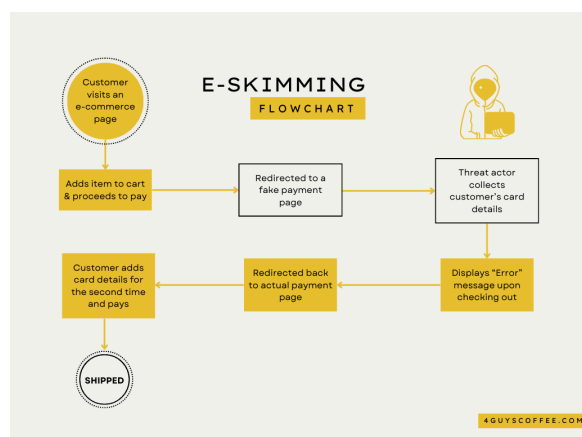 E-SKIMMING
FLOWCHART
Customer
visits an
e-commerce
page
Adds item to cart
& proceeds to pay
Redirected to a
fake payment
page
Threat actor
collects
customer's card
details
Displays "Error"
message upon
checking out
Redirected back
to actual payment
page
Customer adds
card details for
the second time
and pays
SHIPPED
4GUYSCOFFEE.COM